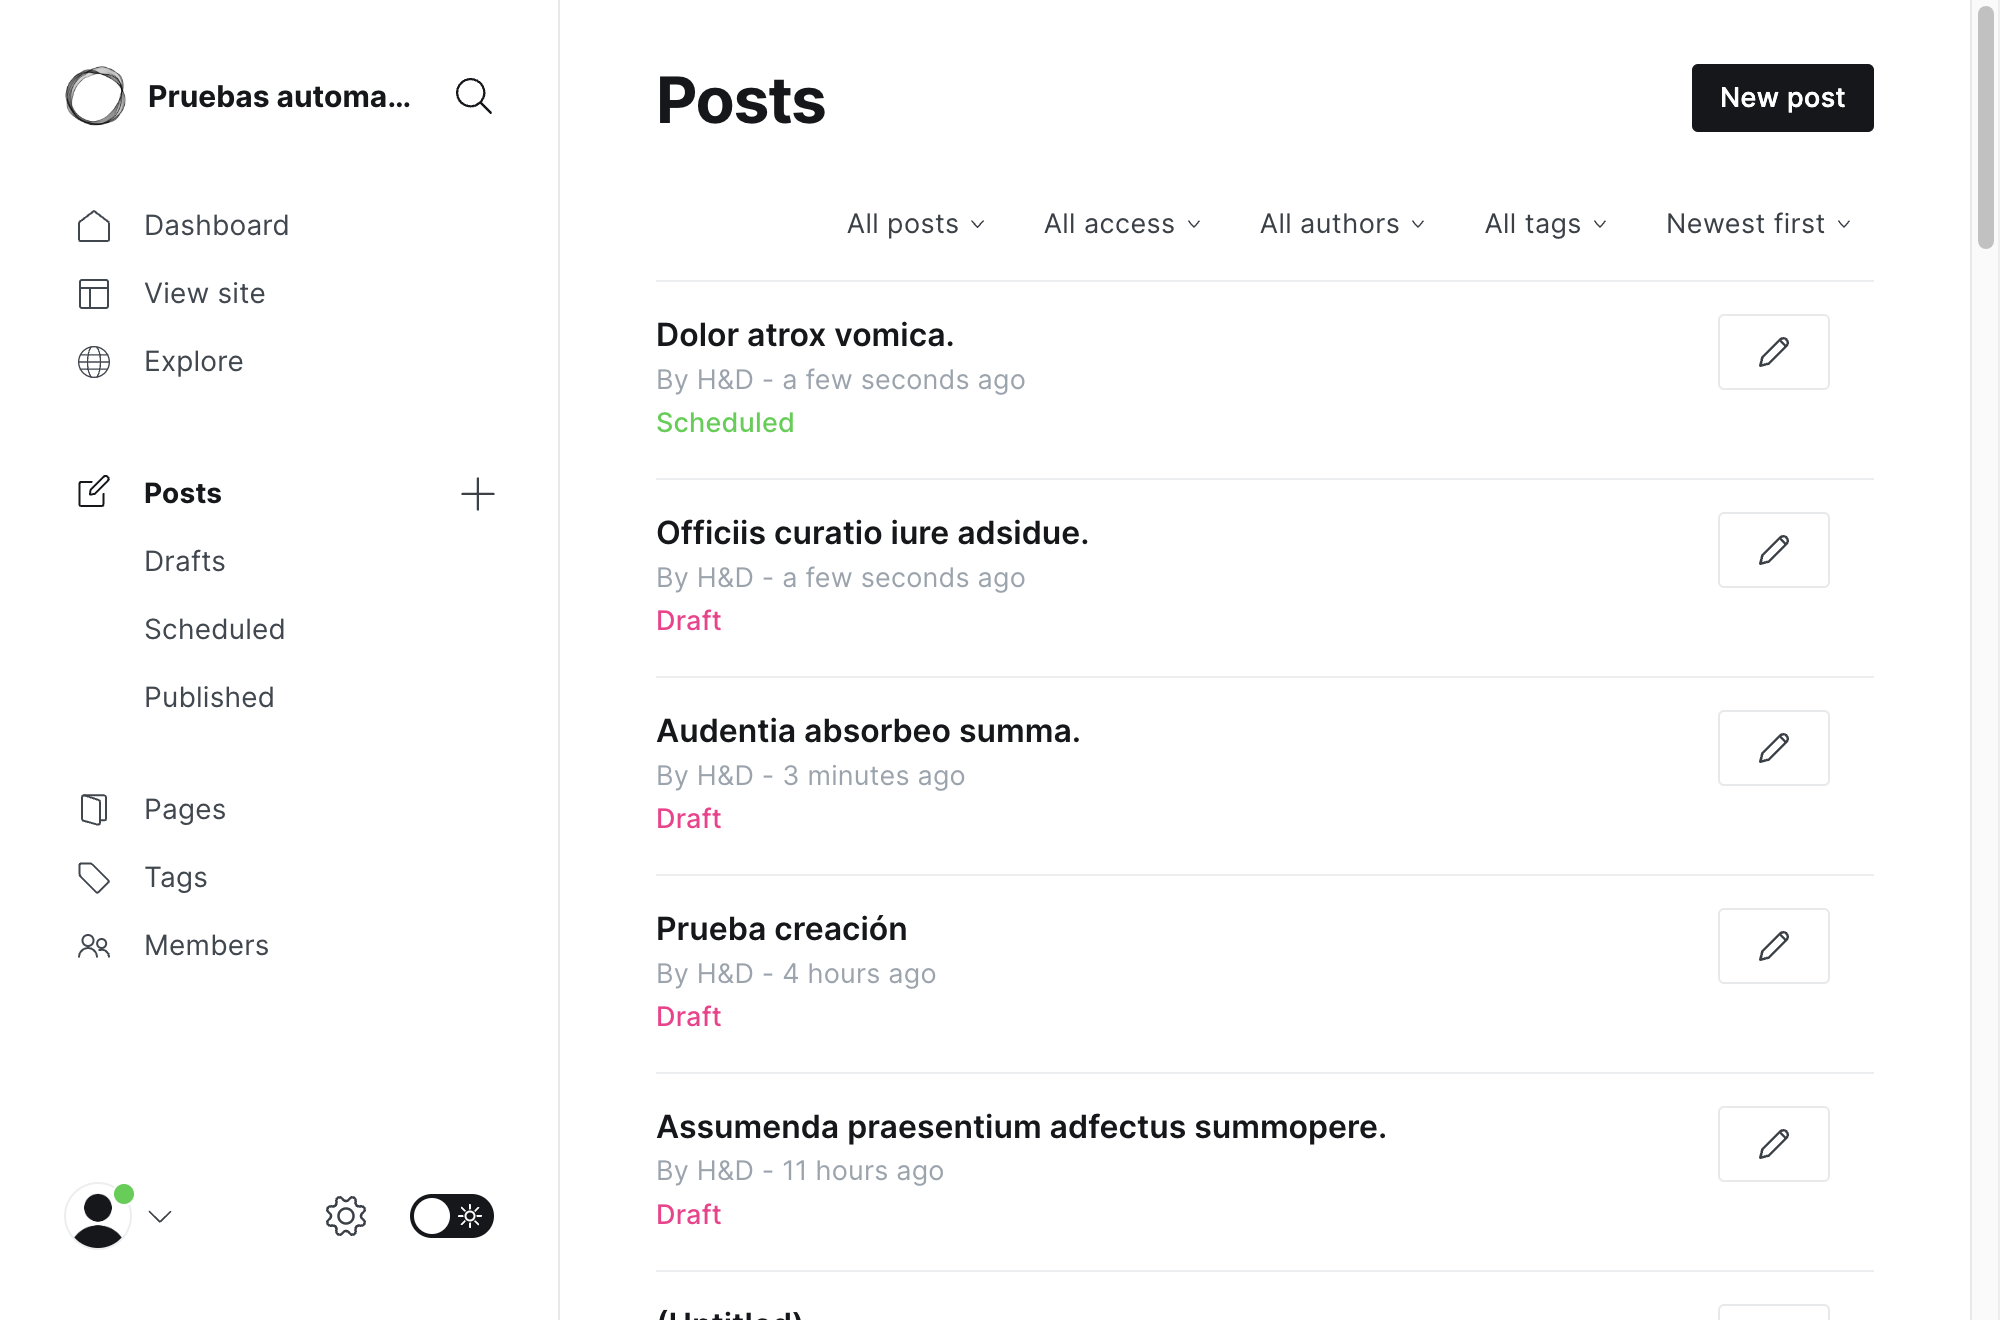 Pruebas automa...
Dashboard
View site
Explore
Posts
Drafts
Scheduled
Published
Pages
Tags
Members
Posts
New post
All posts
All access
All authors
All tags
Newest first
Dolor atrox vomica.
By H&D - a few seconds ago
Scheduled
Officiis curatio iure adsidue.
By H&D - a few seconds ago
Draft
Audentia absorbeo summa.
By H&D - 3 minutes ago
Draft
Prueba creación
By H&D - 4 hours ago
Draft
Assumenda praesentium adfectus summopere.
By H&D - 11 hours ago
Draft
(Untitled)